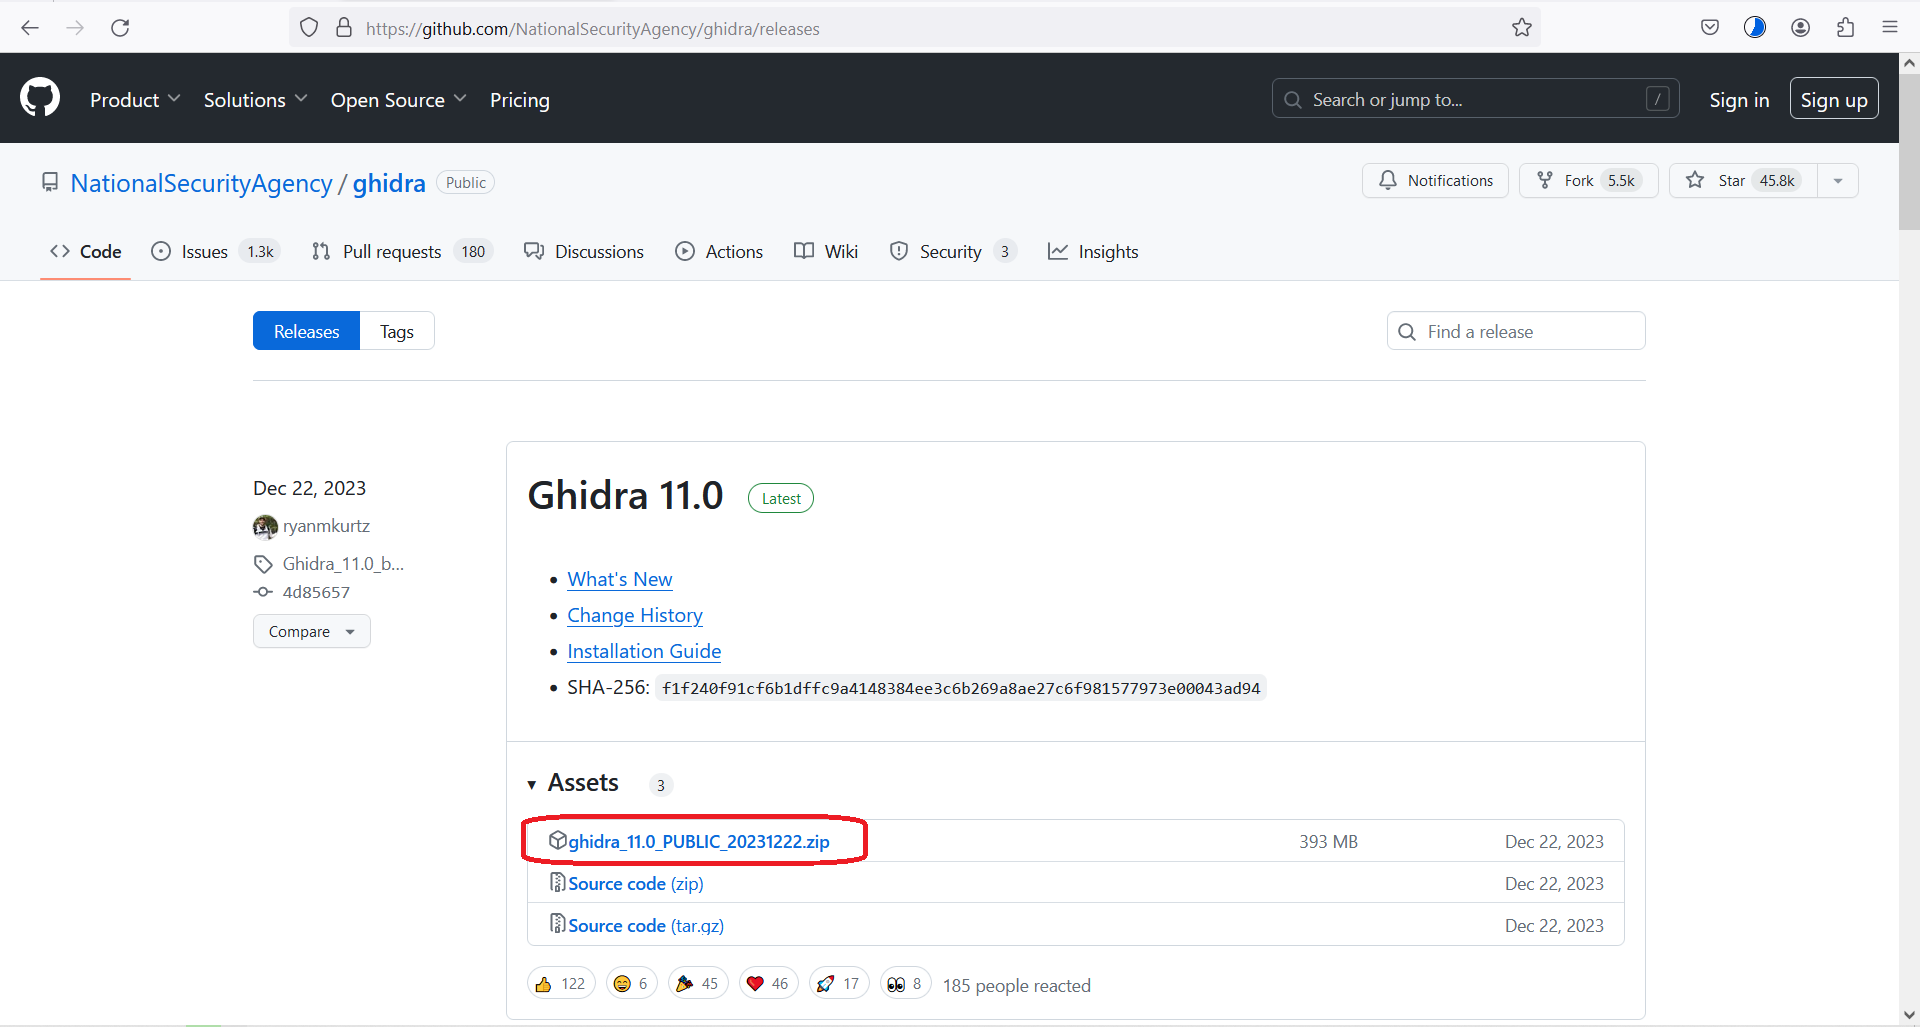 https://github.com/NationalSecurityAgency/ghidra/releases
Product Solutions Open Source Pricing Search or jump to... / Sign in Sign up
NationalSecurityAgency / ghidra Public Notifications Fork 5.5k Star 45.8k
Code Issues 1.3k Pull requests 180 Discussions Actions Wiki Security 3 Insights
Releases Tags Find a release
Dec 22, 2023
ryanmkurtz
Ghidra_11.0_b...
4d85657
Compare
Ghidra 11.0 Latest
• What's New
• Change History
• Installation Guide
• SHA-256: f1f240f91cf6b1dffc9a4148384ee3c6b269a8ae27c6f981577973e00043ad94
Assets 3
ghidra_11.0_PUBLIC_20231222.zip 393 MB Dec 22, 2023
Source code (zip) Dec 22, 2023
Source code (tar.gz) Dec 22, 2023
👍 122 😄 6 🎉 45 ❤️ 46 🚀 17 👀 8 185 people reacted